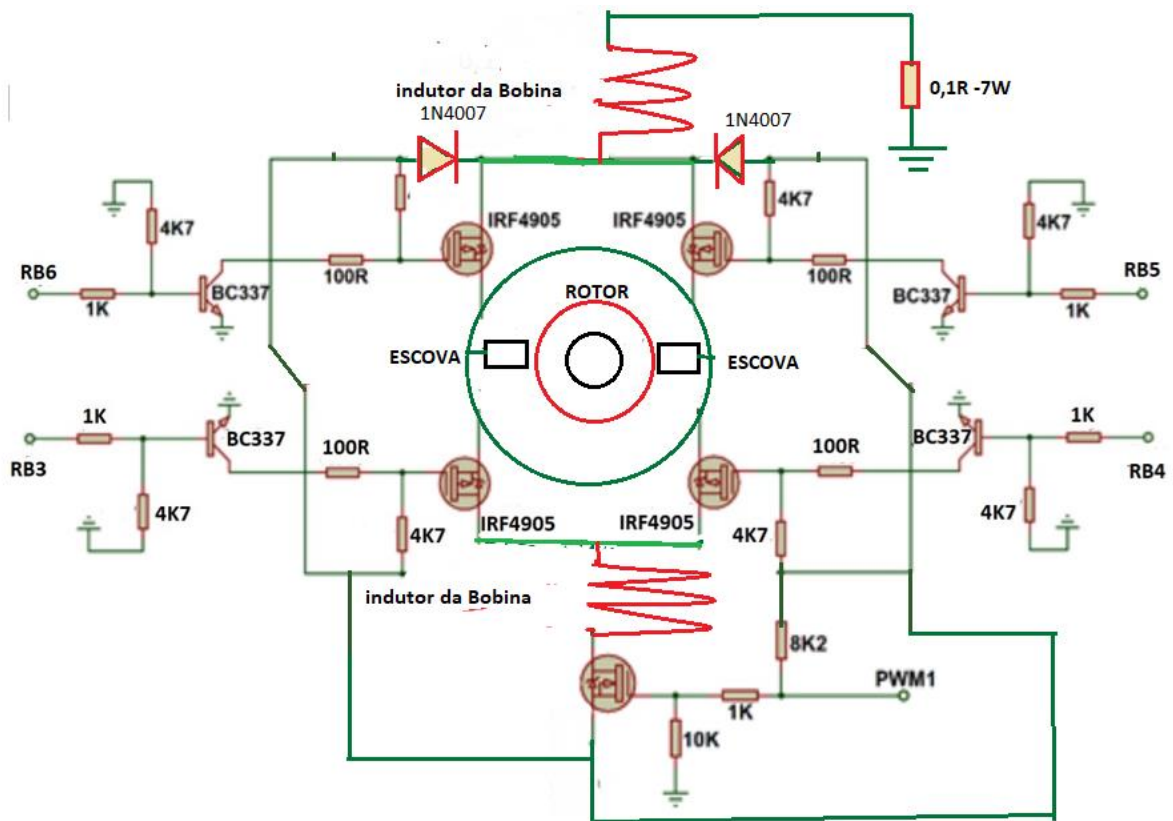 indutor da Bobina
1N4007
1N4007
0,1R -7W
4K7
IRF4905
IRF4905
4K7
4K7
RB6
1K
BC337
100R
ROTOR
100R
BC337
1K
RB5
ESCOVA
ESCOVA
RB3
1K
BC337
100R
100R
BC337
1K
RB4
4K7
4K7
IRF4905
IRF4905
4K7
4K7
indutor da Bobina
8K2
PWM1
1K
10K